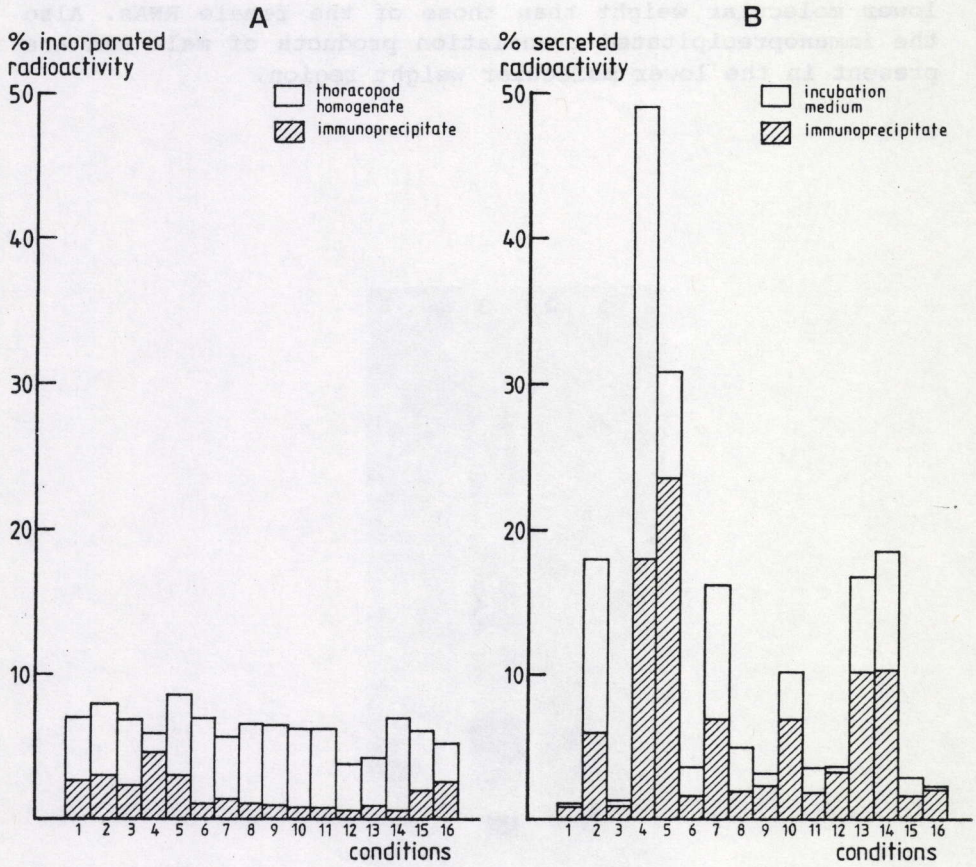 A
% incorporated
radioactivity
50
40
30
20
10
thoracopod
homogenate
immunoprecipitate
1 2 3 4 5 6 7 8 9 10 11 12 13 14 15 16
conditions
B
% secreted
radioactivity
50
40
30
20
10
incubation
medium
immunoprecipitate
1 2 3 4 5 6 7 8 9 10 11 12 13 14 15 16
conditions